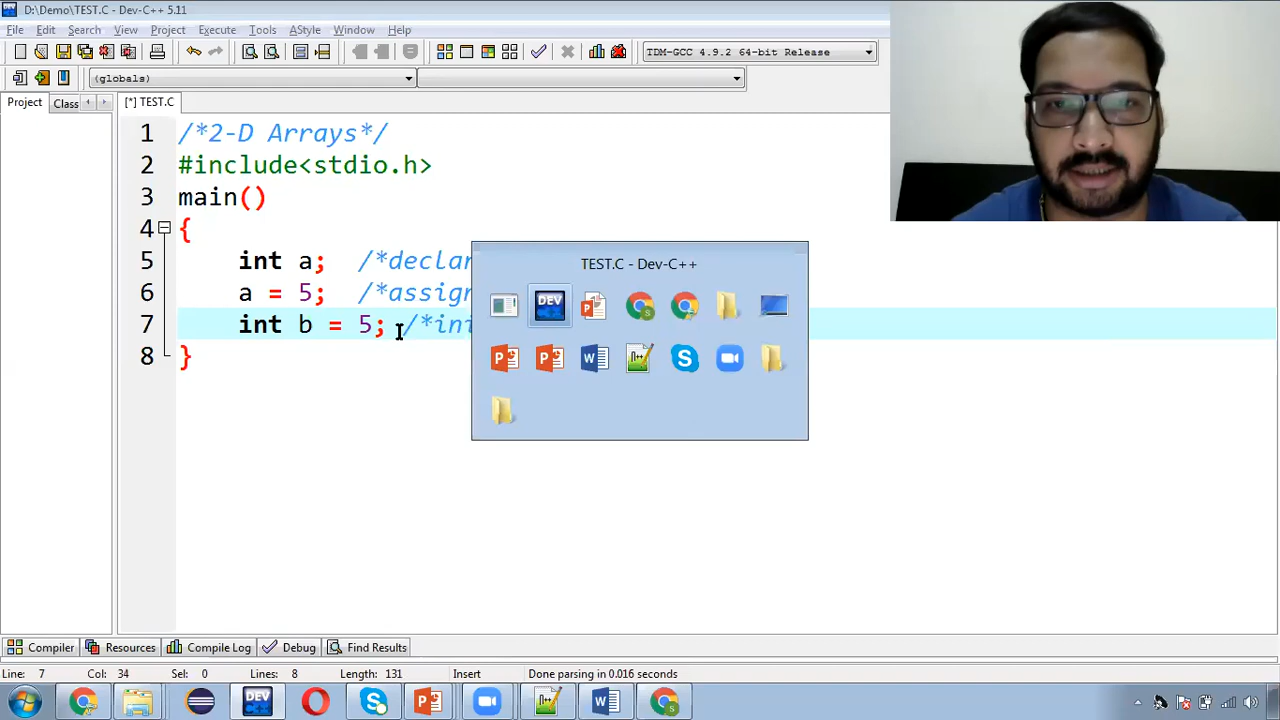 D:\Demo\TEST.C - Dev-C++ 5.11
File Edit Search View Project Execute Tools AStyle Window Help
TDM-GCC 4.9.2 64-bit Release
(globals)
Project Class [*] TEST.C
1 /*2-D Arrays*/
2 #include<stdio.h>
3 main()
4 {
5 int a; /*declar
6 a = 5; /*assign
7 int b = 5; /*ini
8 }
TEST.C - Dev-C++
Compiler Resources Compile Log Debug Find Results
Line: 7 Col: 34 Sel: 0 Lines: 8 Length: 131 Insert Done parsing in 0.016 seconds